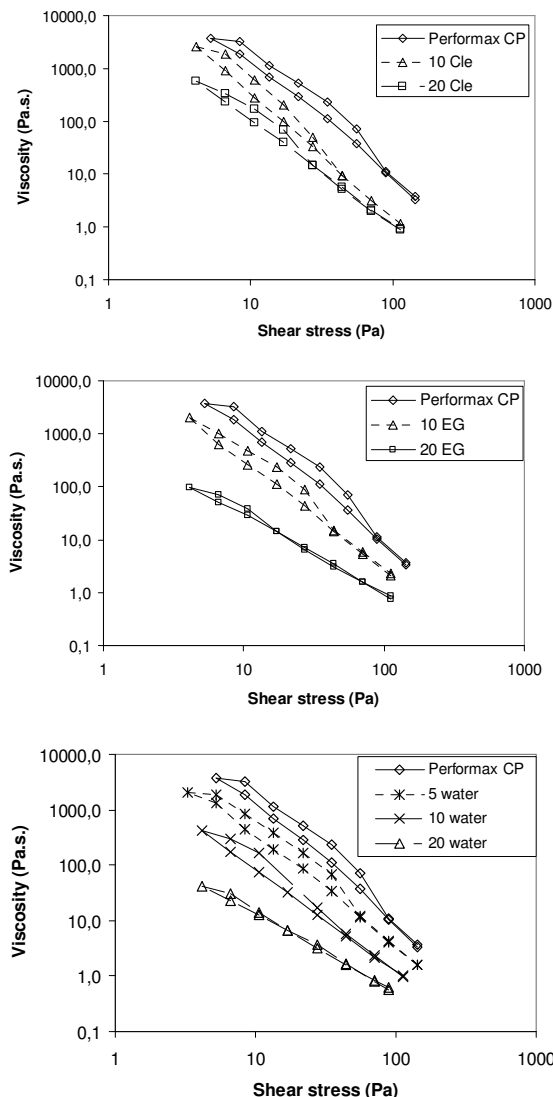 10000,0
1000,0
100,0
10,0
1,0
0,1
Viscosity (Pa.s.)
1
10
100
1000
Shear stress (Pa)
Performax CP
10 Cle
20 Cle
10000,0
1000,0
100,0
10,0
1,0
0,1
Viscosity (Pa.s.)
1
10
100
1000
Shear stress (Pa)
Performax CP
10 EG
20 EG
10000,0
1000,0
100,0
10,0
1,0
0,1
Viscosity (Pa.s.)
1
10
100
1000
Shear stress (Pa)
Performax CP
5 water
10 water
20 water